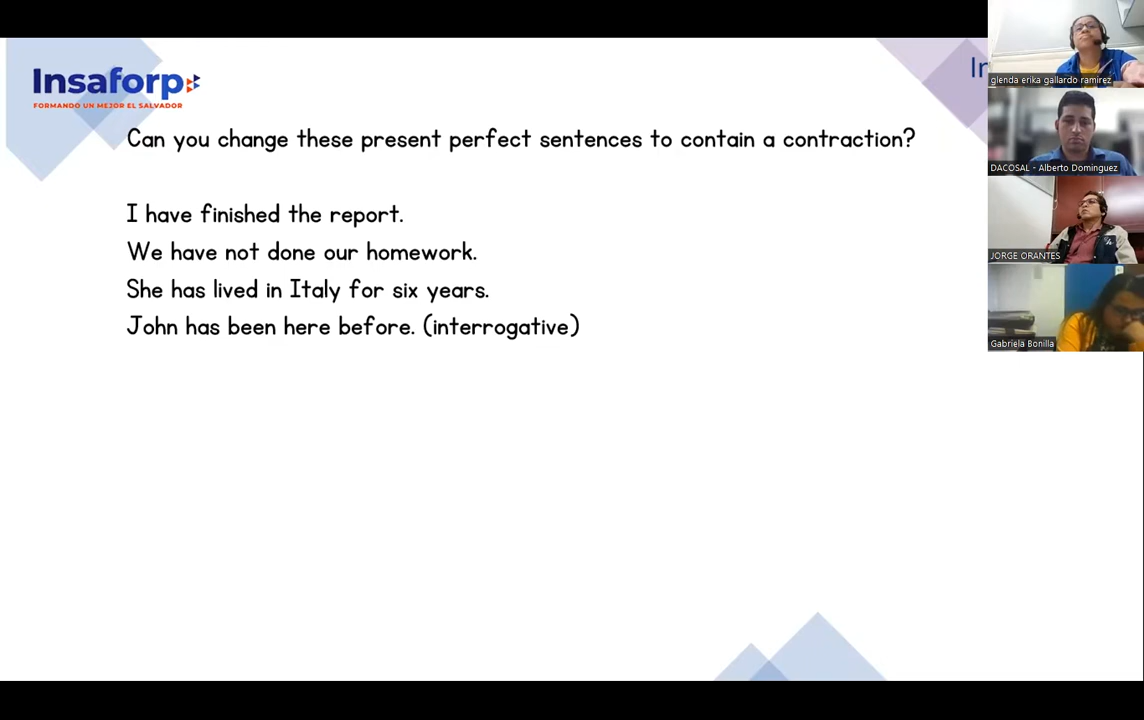 Insaforp
FORMANDO UN MEJOR EL SALVADOR
Can you change these present perfect sentences to contain a contraction?
I have finished the report.
We have not done our homework.
She has lived in Italy for six years.
John has been here before. (interrogative)
glenda erika gallardo ramirez
DACOSAL - Alberto Dominguez
JORGE ORANTES
Gabriela Bonilla